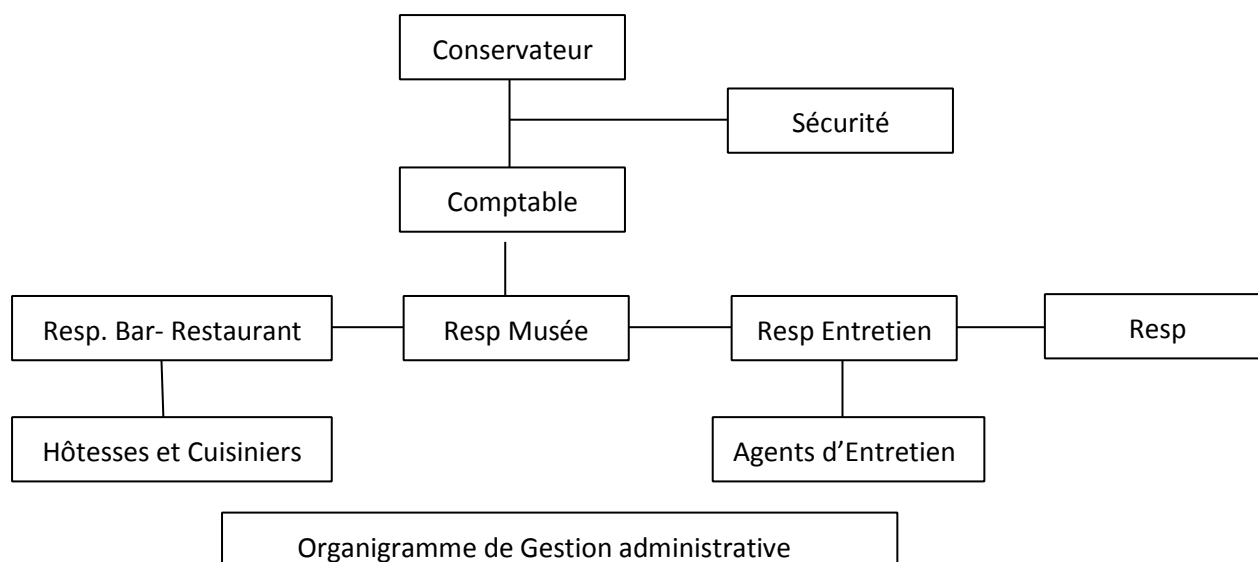 Conservateur
Sécurité
Comptable
Resp. Bar- Restaurant
Resp Musée
Resp Entretien
Resp
Hôtesses et Cuisiniers
Agents d’Entretien
Organigramme de Gestion administrative